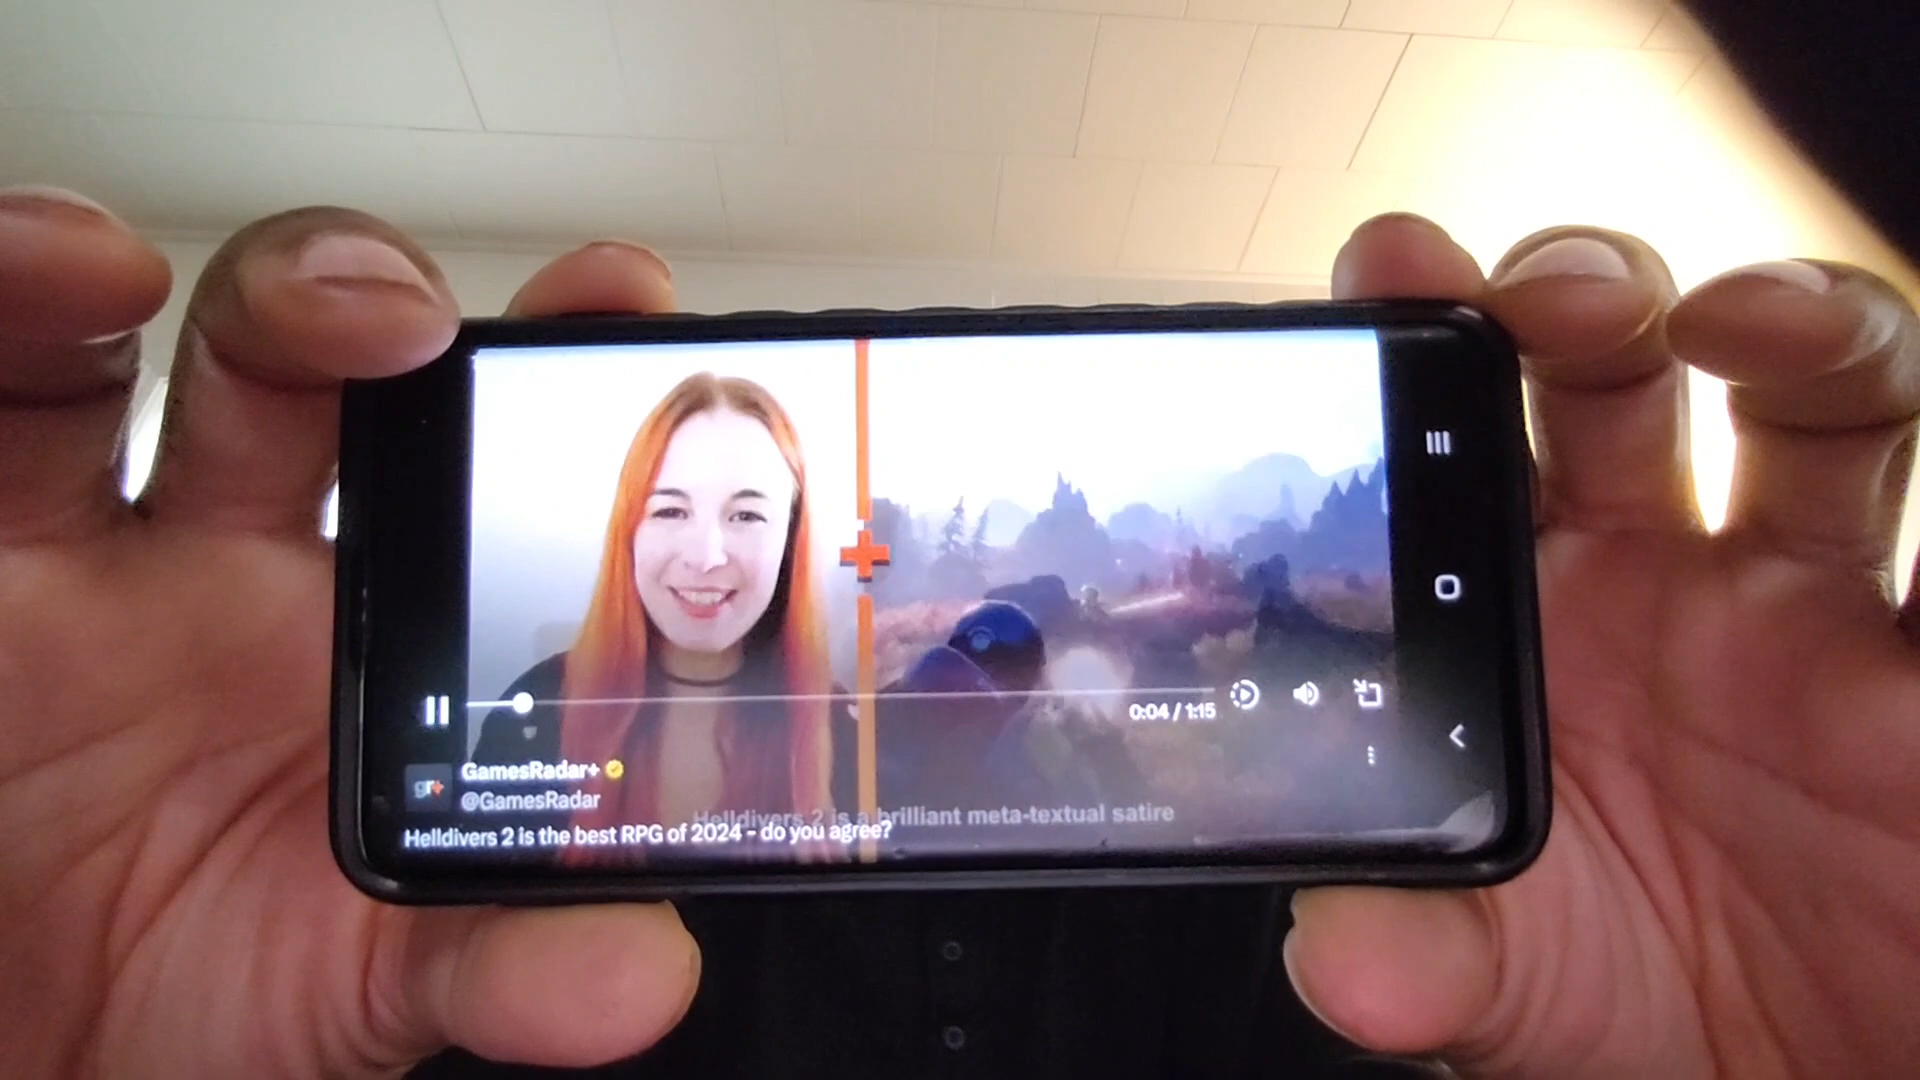 0:04 / 1:15
gr+
GamesRadar+
@GamesRadar
Helldivers 2 is a brilliant meta-textual satire
Helldivers 2 is the best RPG of 2024 - do you agree?